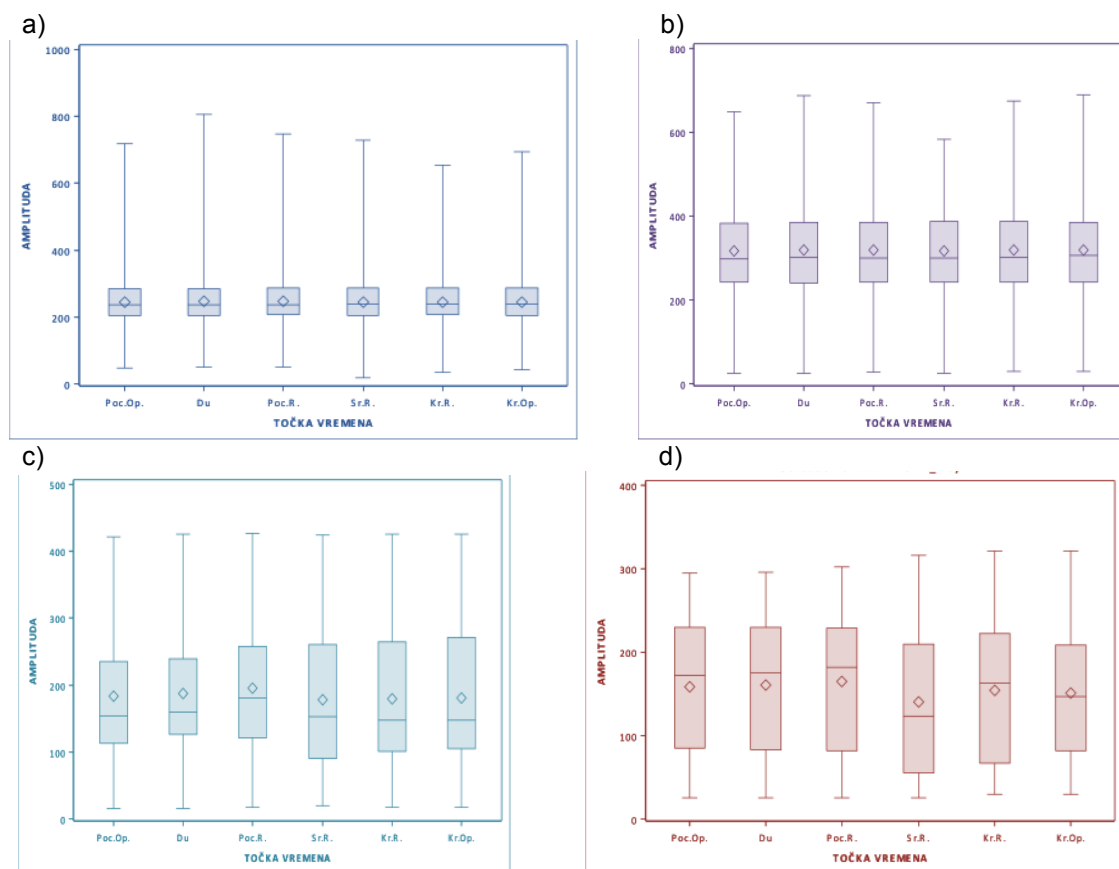 a)
1000
800
600
400
200
0
AMPLITUDA
Poc.Op. Du Poc.R. Sr.R. Kr.R. Kr.Op.
TOČKA VREMENA
b)
800
600
400
200
0
AMPLITUDA
Poc.Op. Du Poc.R. Sr.R. Kr.R. Kr.Op.
TOČKA VREMENA
c)
500
400
300
200
100
0
AMPLITUDA
Poc.Op. Du Poc.R. Sr.R. Kr.R. Kr.Op.
TOČKA VREMENA
d)
400
300
200
100
0
AMPLITUDA
Poc.Op. Du Poc.R. Sr.R. Kr.R. Kr.Op.
TOČKA VREMENA